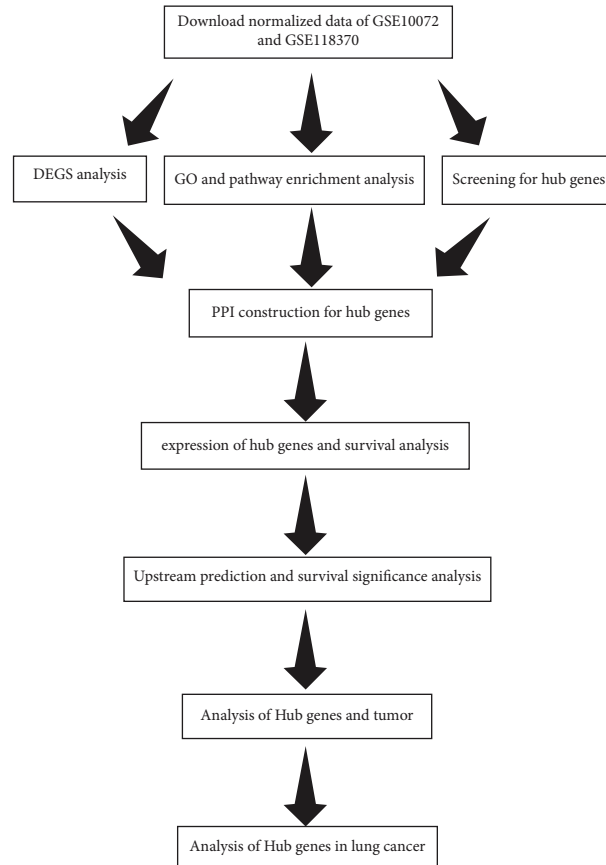 Download normalized data of GSE10072
and GSE118370
DEGS analysis
GO and pathway enrichment analysis
Screening for hub genes
PPI construction for hub genes
expression of hub genes and survival analysis
Upstream prediction and survival significance analysis
Analysis of Hub genes and tumor
Analysis of Hub genes in lung cancer